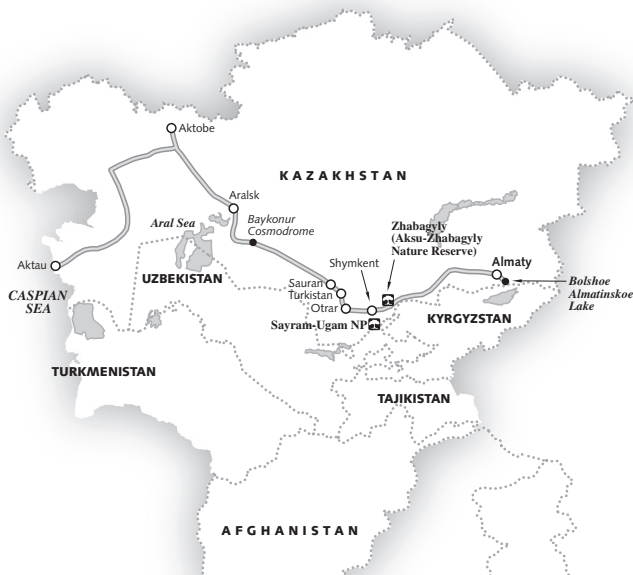 Aktobe
KAZAKHSTAN
Aralsk
Aral Sea
Baykonur
Cosmodrome
Zhabagyly
(Aksu-Zhabagyly
Nature Reserve)
Shymkent
Almaty
Aktau
UZBEKISTAN
Sauran
Turkistan
Otrar
Bolshoe
Almatinskoe
Lake
CASPIAN
SEA
Sayram-Ugam NP
KYRGYZSTAN
TURKMENISTAN
TAJIKISTAN
AFGHANISTAN